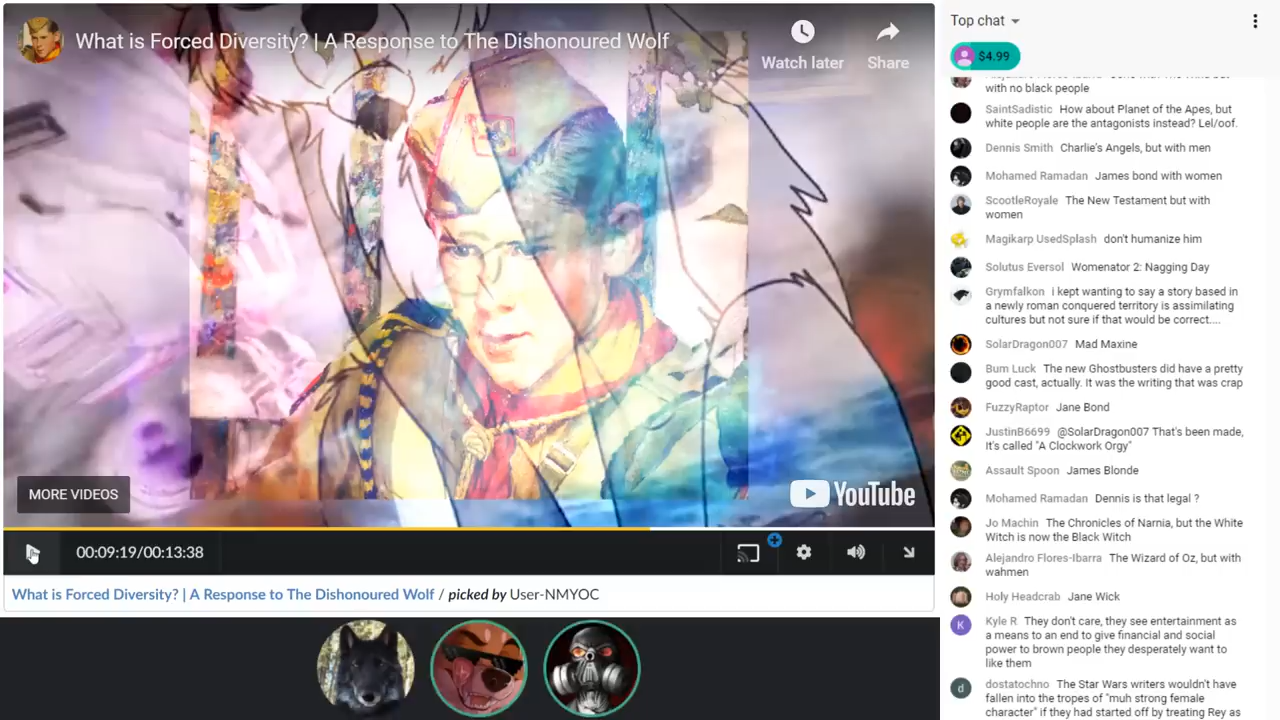 What is Forced Diversity? | A Response to The Dishonoured Wolf
Watch later
Share
MORE VIDEOS
YouTube
00:09:19/00:13:38
What is Forced Diversity? | A Response to The Dishonoured Wolf / picked by User-NMYOC
Top chat
$4.99
with no black people
SaintSadistic How about Planet of the Apes, but
white people are the antagonists instead? Lel/oof.
Dennis Smith Charlie's Angels, but with men
Mohamed Ramadan James bond with women
ScootleRoyale The New Testament but with
women
Magikarp UsedSplash don't humanize him
Solutus Eversol Womenator 2: Nagging Day
Grymfalkon i kept wanting to say a story based in
a newly roman conquered territory is assimilating
cultures but not sure if that would be correct....
SolarDragon007 Mad Maxine
Bum Luck The new Ghostbusters did have a pretty
good cast, actually. It was the writing that was crap
FuzzyRaptor Jane Bond
JustinB6699 @SolarDragon007 That's been made,
It's called "A Clockwork Orgy"
Assault Spoon James Blonde
Mohamed Ramadan Dennis is that legal ?
Jo Machin The Chronicles of Narnia, but the White
Witch is now the Black Witch
Alejandro Flores-Ibarra The Wizard of Oz, but with
wahmen
Holy Headcrab Jane Wick
K
Kyle R They don't care, they see entertainment as
a means to an end to give financial and social
power to brown people they desperately want to
like them
d
dostatochno The Star Wars writers wouldn't have
fallen into the tropes of "muh strong female
character" if they had started off by treating Rey as